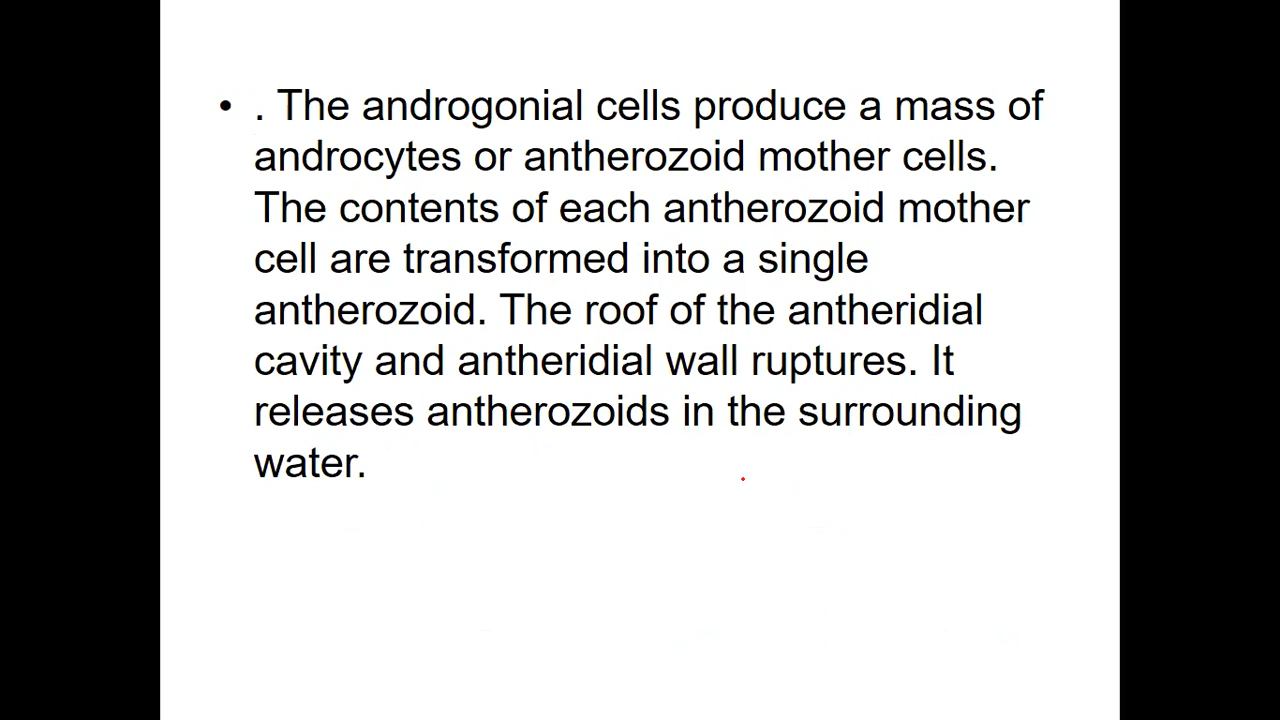 • . The androgonial cells produce a mass of
androcytes or antherozoid mother cells.
The contents of each antherozoid mother
cell are transformed into a single
antherozoid. The roof of the antheridial
cavity and antheridial wall ruptures. It
releases antherozoids in the surrounding
water.